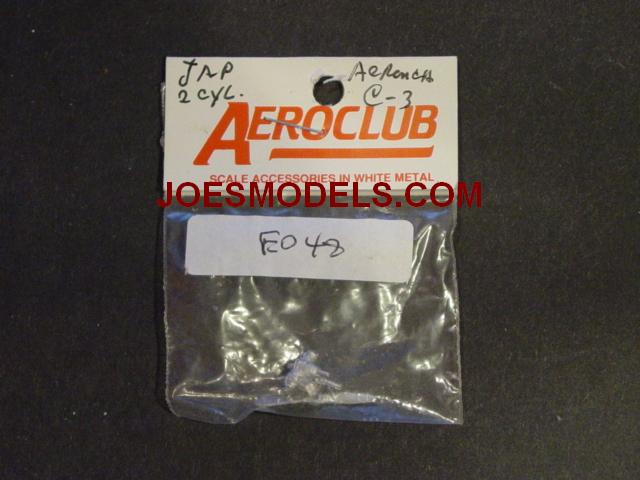 JAP
2 CYL.
Aeronca
C-3
AEROCLUB
SCALE ACCESSORIES IN WHITE METAL
JOESMODELS.COM
E048